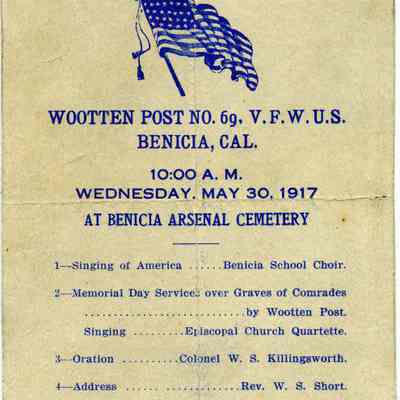 WOOTTEN POST NO. 69, V. F. W. U. S.
BENICIA, CAL.
10:00 A. M.
WEDNESDAY, MAY 30, 1917
AT BENICIA ARSENAL CEMETERY
1—Singing of America ......Benicia School Choir.
2—Memorial Day Services over Graves of Comrades
..............................by Wootten Post.
Singing ..........Episcopal Church Quartette.
3—Oration ..........Colonel W. S. Killingsworth.
4—Address ......................Rev. W. S. Short.